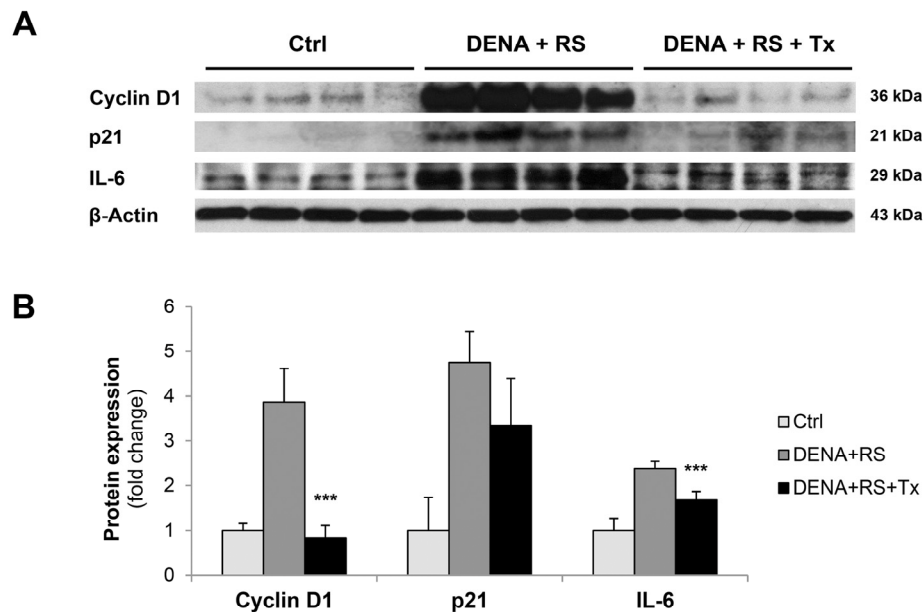 A
Ctrl DENA + RS DENA + RS + Tx
Cyclin D1 36 kDa
p21 21 kDa
IL-6 29 kDa
β-Actin 43 kDa
B
Protein expression
(fold change)
6
5
4
3
2
1
0
***
***
Ctrl
DENA+RS
DENA+RS+Tx
Cyclin D1 p21 IL-6